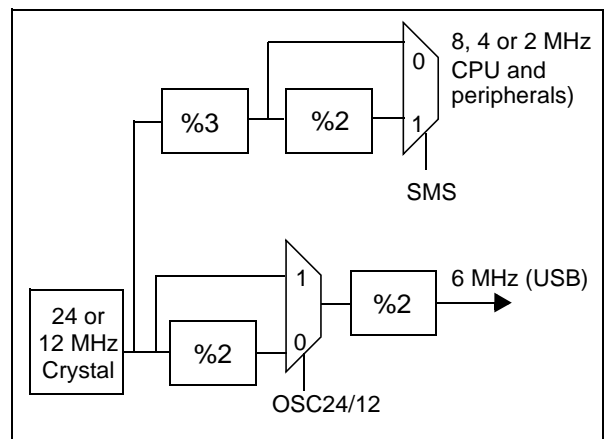 8, 4 or 2 MHz
CPU and
peripherals)
0
%3
%2
1
SMS
6 MHz (USB)
1
%2
24 or
12 MHz
Crystal
%2
0
OSC24/12